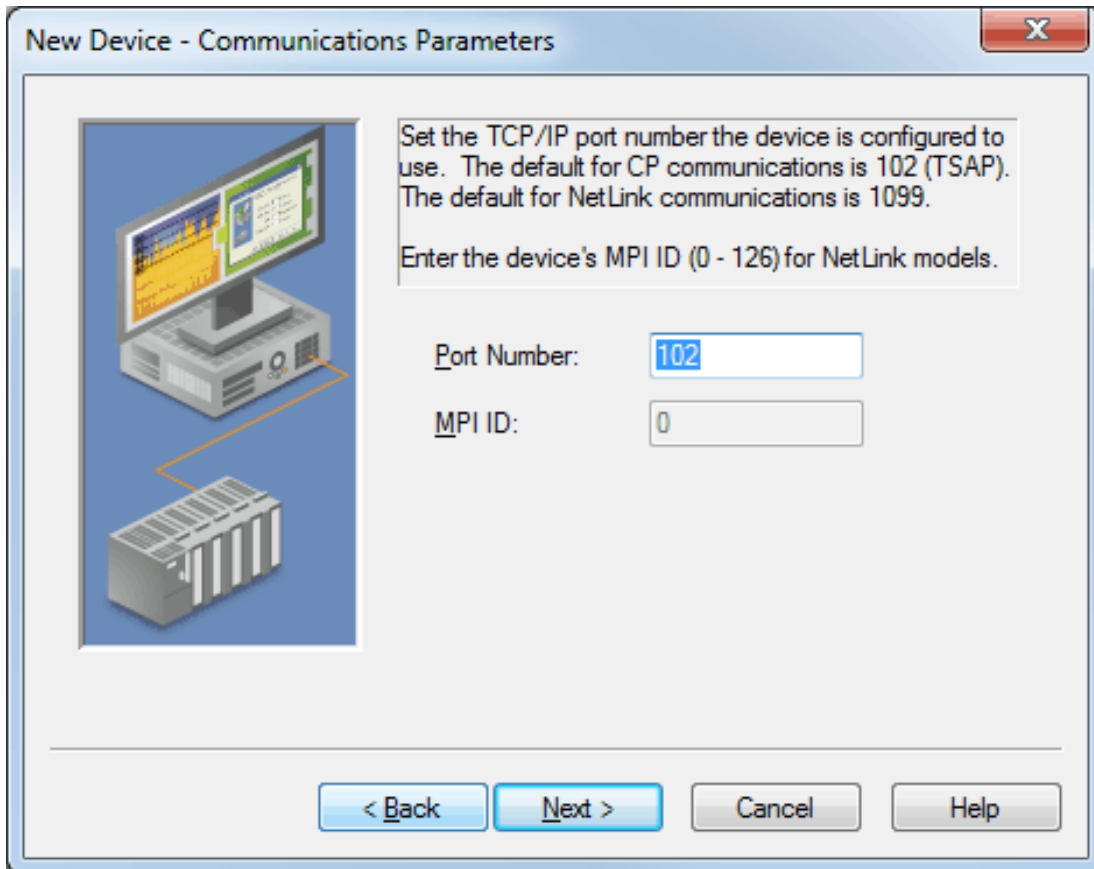 New Device - Communications Parameters
Set the TCP/IP port number the device is configured to
use.  The default for CP communications is 102 (TSAP).
The default for NetLink communications is 1099.
Enter the device's MPI ID (0 - 126) for NetLink models.
Port Number: 102
MPI ID: 0
< Back Next > Cancel Help